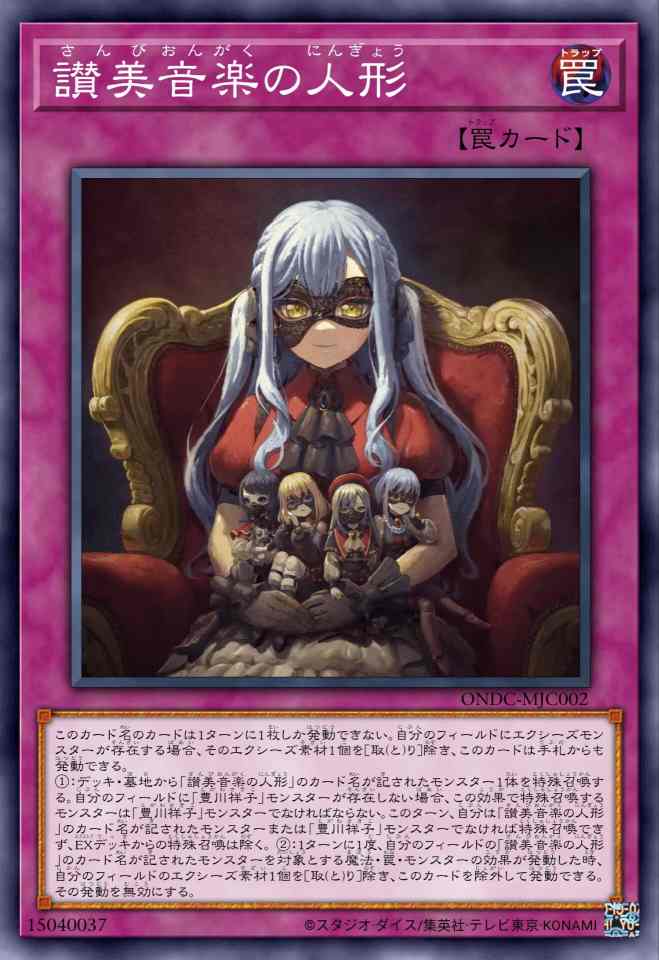 さんびおんがく にんぎょう
讃美音楽の人形
トラップ
罠
【罠カード】
ONDC-MJC002
このカード名のカードは1ターンに1枚しか発動できない。自分のフィールドにエクシーズモン
スターが存在する場合、そのエクシーズ素材1個を[取(と)り]除き、このカードは手札からも
発動できる。
①:デッキ・墓地から「讃美音楽の人形」のカード名が記されたモンスター1体を特殊召喚す
る。自分のフィールドに「豊川祥子」モンスターが存在しない場合、この効果で特殊召喚する
モンスターは「豊川祥子」モンスターでなければならない。このターン、自分は「讃美音楽の人形
」のカード名が記されたモンスターまたは「豊川祥子」モンスターでなければ特殊召喚でき
ず、EXデッキからの特殊召喚は除く。②:1ターンに1度、自分のフィールドの「讃美音楽の人形
」のカード名が記されたモンスターを対象とする魔法・罠・モンスターの効果が発動した時、
自分のフィールドのエクシーズ素材1個を[取(と)り]除き、このカードを除外して発動できる。
その発動を無効にする。
15040037
©スタジオ・ダイス/集英社・テレビ東京・KONAMI